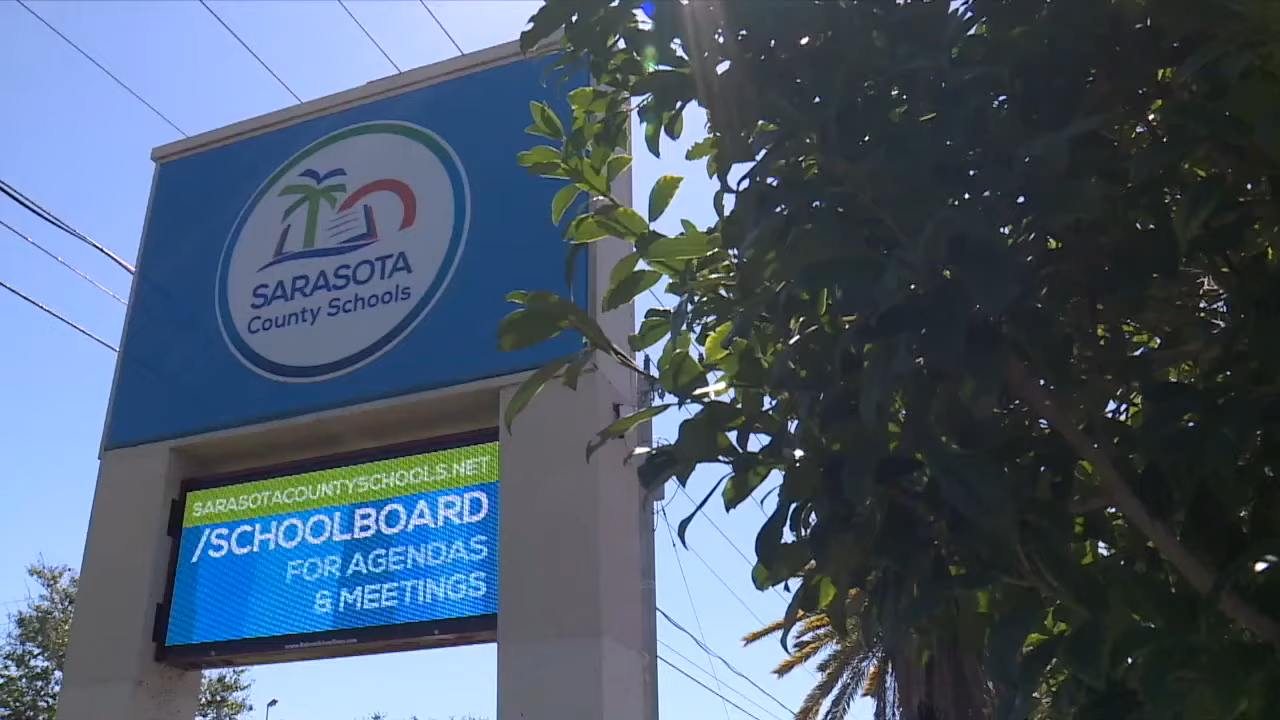 SARASOTA
County Schools
SARASOTACOUNTYSCHOOLS.NET
/SCHOOLBOARD
FOR AGENDAS
& MEETINGS